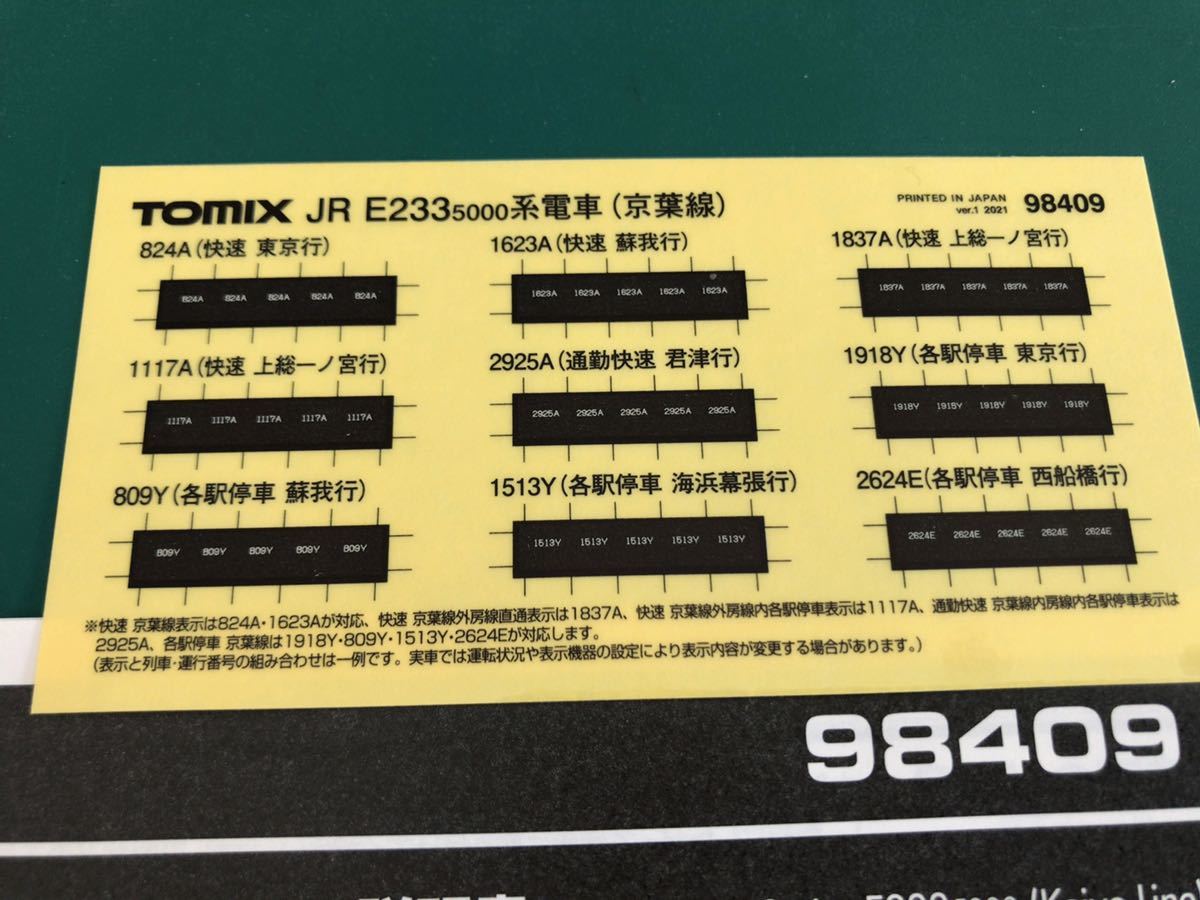 TOMIX JR E233 5000系電車(京葉線)
PRINTED IN JAPAN
ver.1 2021
98409
824A(快速 東京行)
824A 824A 824A 824A 824A
1623A(快速 蘇我行)
1623A 1623A 1623A 1623A 1623A
1837A(快速 上総一ノ宮行)
1837A 1837A 1837A 1837A 1837A
1117A(快速 上総一ノ宮行)
1117A 1117A 1117A 1117A 1117A
2925A(通勤快速 君津行)
2925A 2925A 2925A 2925A 2925A
1918Y(各駅停車 東京行)
1918Y 1918Y 1918Y 1918Y 1918Y
809Y(各駅停車 蘇我行)
809Y 809Y 809Y 809Y 809Y
1513Y(各駅停車 海浜幕張行)
1513Y 1513Y 1513Y 1513Y 1513Y
2624E(各駅停車 西船橋行)
2624E 2624E 2624E 2624E 2624E
※快速 京葉線表示は824A・1623Aが対応、快速 京葉線外房線直通表示は1837A、快速 京葉線外房線内各駅停車表示は1117A、通勤快速 京葉線内房線内各駅停車表示は
2925A、各駅停車 京葉線は1918Y・809Y・1513Y・2624Eが対応します。
(表示と列車・運行番号の組み合わせは一例です。実車では運転状況や表示機器の設定により表示内容が変更する場合があります。)
98409